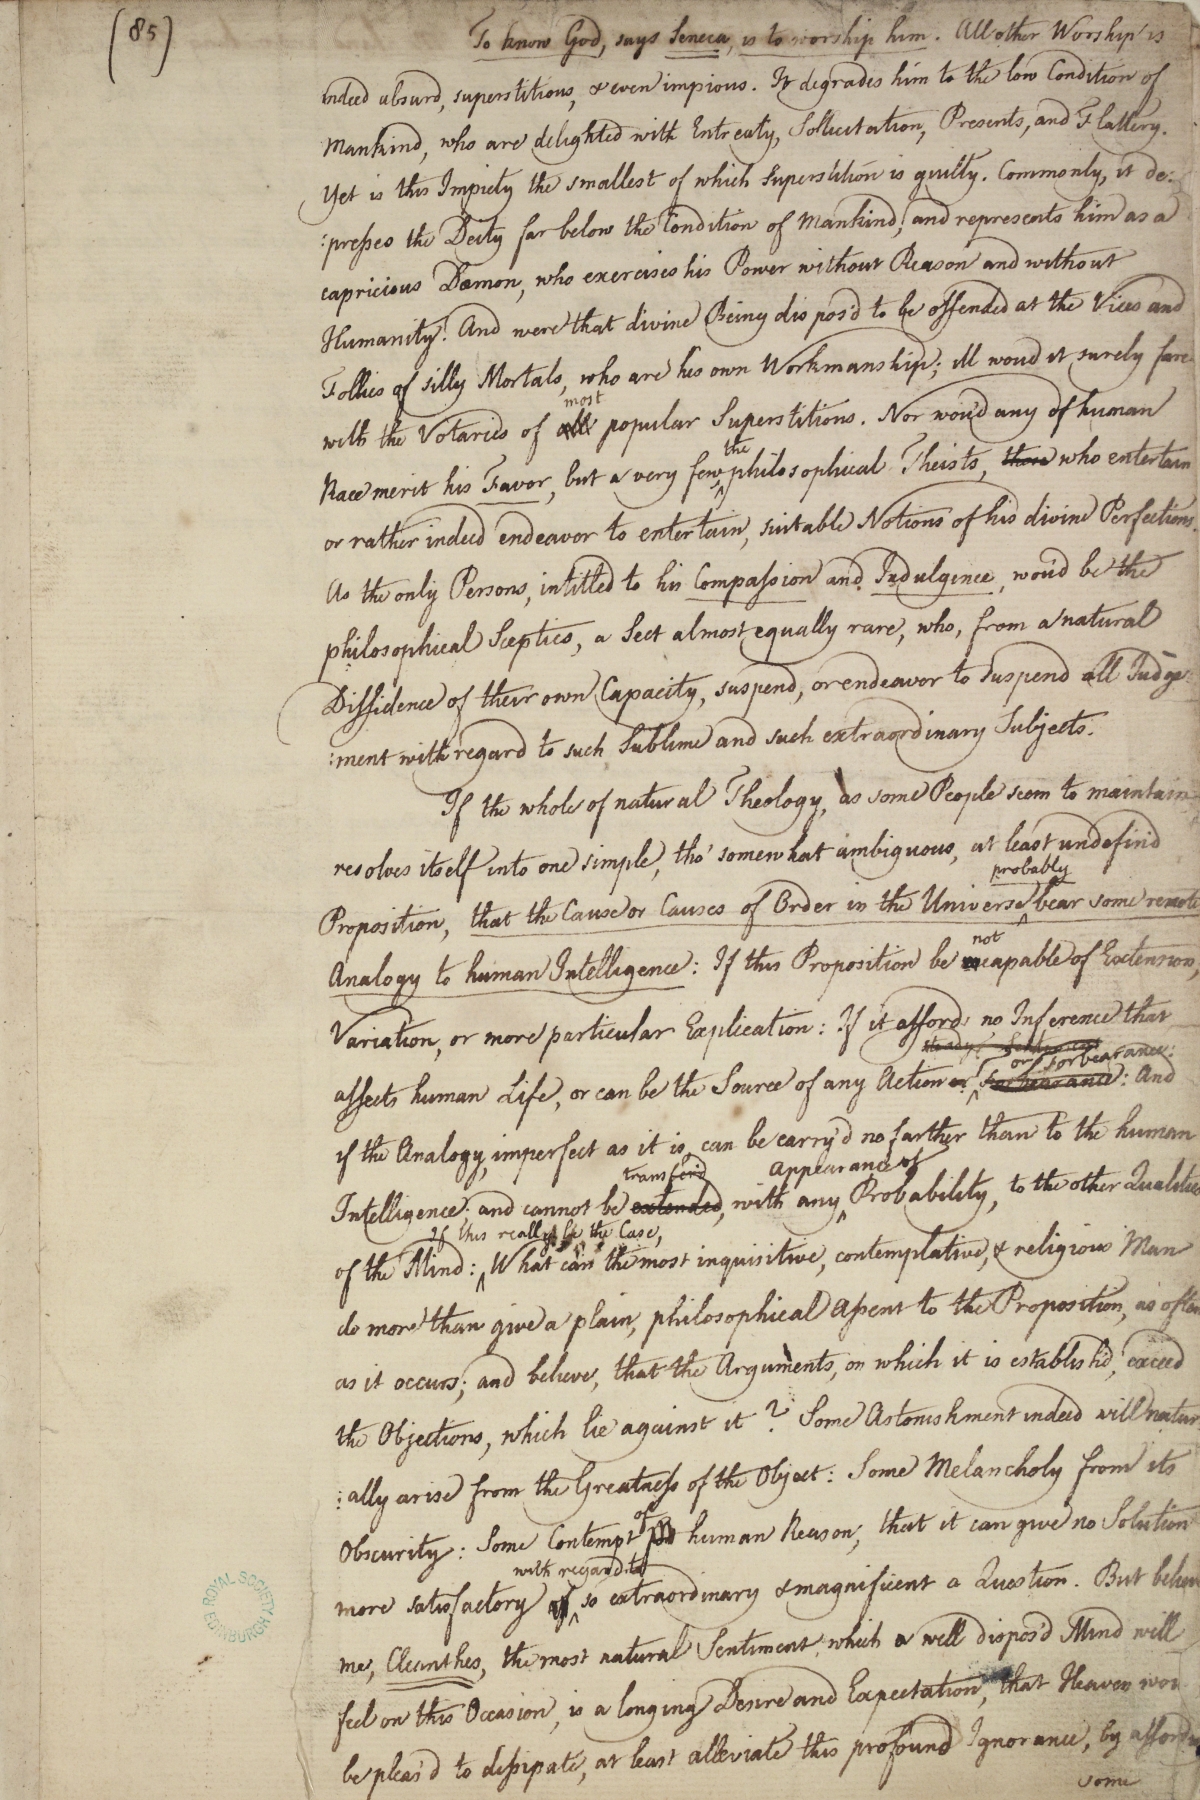 (85)
To know God, says Seneca, is to worship him. All other Worship is
indeed absurd, superstitious, & even impious. It degrades him to the low Condition of
Mankind, who are delighted with Entreaty, Sollicitation, Presents, and Flattery.
Yet is this Impiety the smallest of which Superstition is guilty. Commonly, it de:
:presses the Deity far below the Condition of Mankind; and represents him as a
capricious Dæmon, who exercises his Power without Reason and without
Humanity! And were that divine Being dispos'd to be offended at the Vices and
Follies of silly Mortals, who are his own Workmanship; ill woud it surely fare
most
with the Votaries of all popular Superstitions. Nor wou'd any of human
the
Race merit his Favor, but a very few, philosophical Theists, those who entertain
or rather indeed endeavor to entertain, suitable Notions of his divine Perfections.
As the only Persons, intitled to his Compassion and Indulgence, wou'd be the
philosophical Sceptics, a Sect almost equally rare, who, from a natural
Diffidence of their own Capacity, suspend, or endeavor to suspend all Judge:
:ment with regard to such Sublime and such extraordinary Subjects.
If the whole of natural Theology, as some People seem to maintain,
resolves itself into one simple, tho' somewhat ambiguous, at least undefin'd
probably
Proposition, that the Cause or Causes of Order in the Universe bear some remote
not
Analogy to human Intelligence: If this Proposition be capable of Extension,
Variation, or more particular Explication: If it affords no Inference that
or forbearance:
affects human Life, or can be the Source of any Action or forbearance: And
if the Analogy, imperfect as it is, can be carry'd no farther than to the human
transfer'd appearance of
Intelligence; and cannot be extended, with any Probability, to the other Qualities
If this really be the Case,
of the Mind: What can the most inquisitive, contemplative, & religious Man
do more than give a plain, philosophical Assent to the Proposition, as often
as it occurs; and believe, that the Arguments, on which it is establish'd, exceed
the Objections, which lie against it? Some Astonishment indeed will natur
:ally arise from the Greatness of the Object: Some Melancholy from its
of
Obscurity: Some Contempt human Reason, that it can give no Solution
with regard to
more satisfactory of so extraordinary & magnificent a Question. But believe
me, Cleanthes, the most natural Sentiment, which a well dispos'd Mind will
feel on this Occasion, is a longing Desire and Expectation, that Heaven wou
be pleas'd to dissipate, at least alleviate this profound Ignorance, by affording
some
ROYAL SOCIETY
EDINBURGH